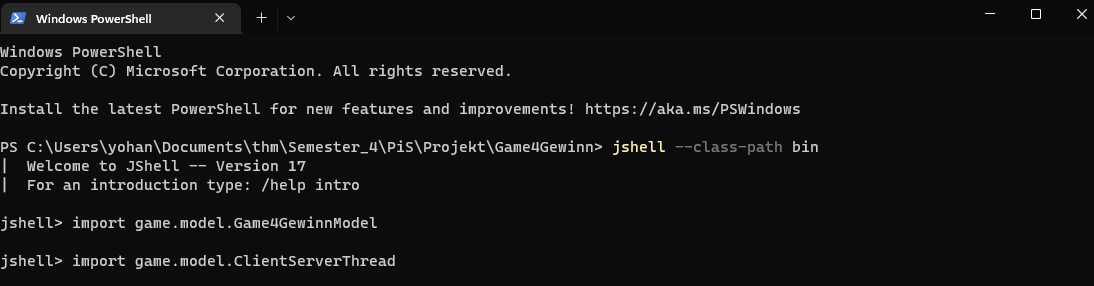 Windows PowerShell
Windows PowerShell
Copyright (C) Microsoft Corporation. All rights reserved.
Install the latest PowerShell for new features and improvements! https://aka.ms/PSWindows
PS C:\Users\yohan\Documents\thm\Semester_4\PiS\Projekt\Game4Gewinn> jshell --class-path bin
|  Welcome to JShell -- Version 17
|  For an introduction type: /help intro
jshell> import game.model.Game4GewinnModel
jshell> import game.model.ClientServerThread